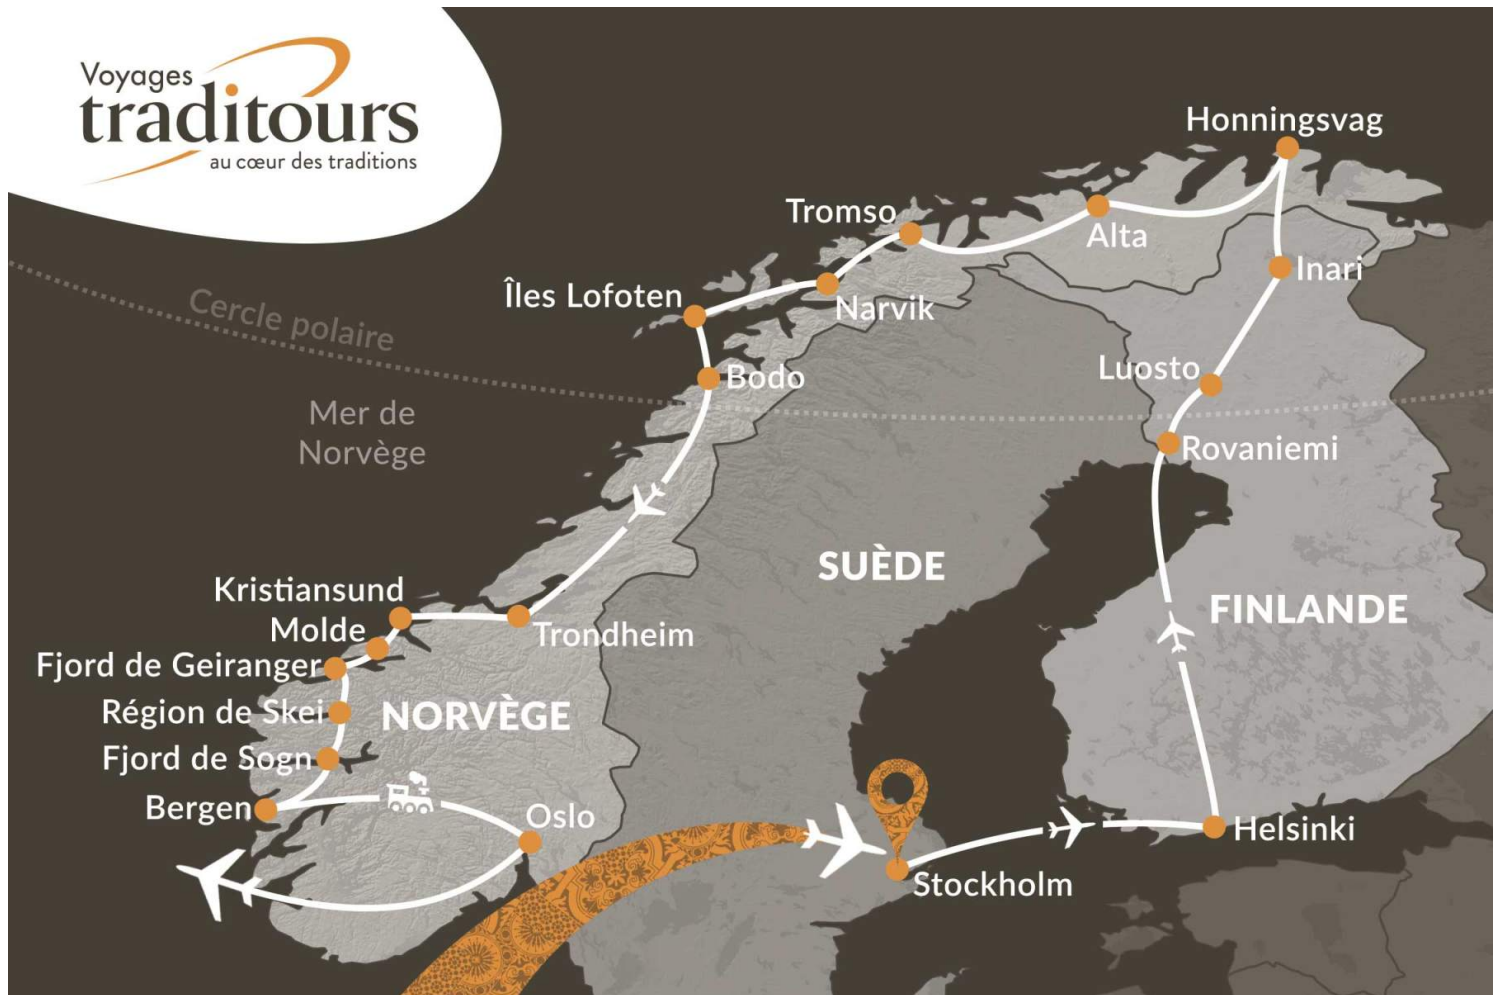 Voyages
traditours
au cœur des traditions
Honningsvag
Tromso
Alta
Inari
Îles Lofoten
Narvik
Cercle polaire
Luosto
Bodo
Mer de
Norvège
Rovaniemi
SUÈDE
FINLANDE
Kristiansund
Molde
Trondheim
Fjord de Geiranger
Région de Skei
NORVÈGE
Fjord de Sogn
Bergen
Oslo
Helsinki
Stockholm